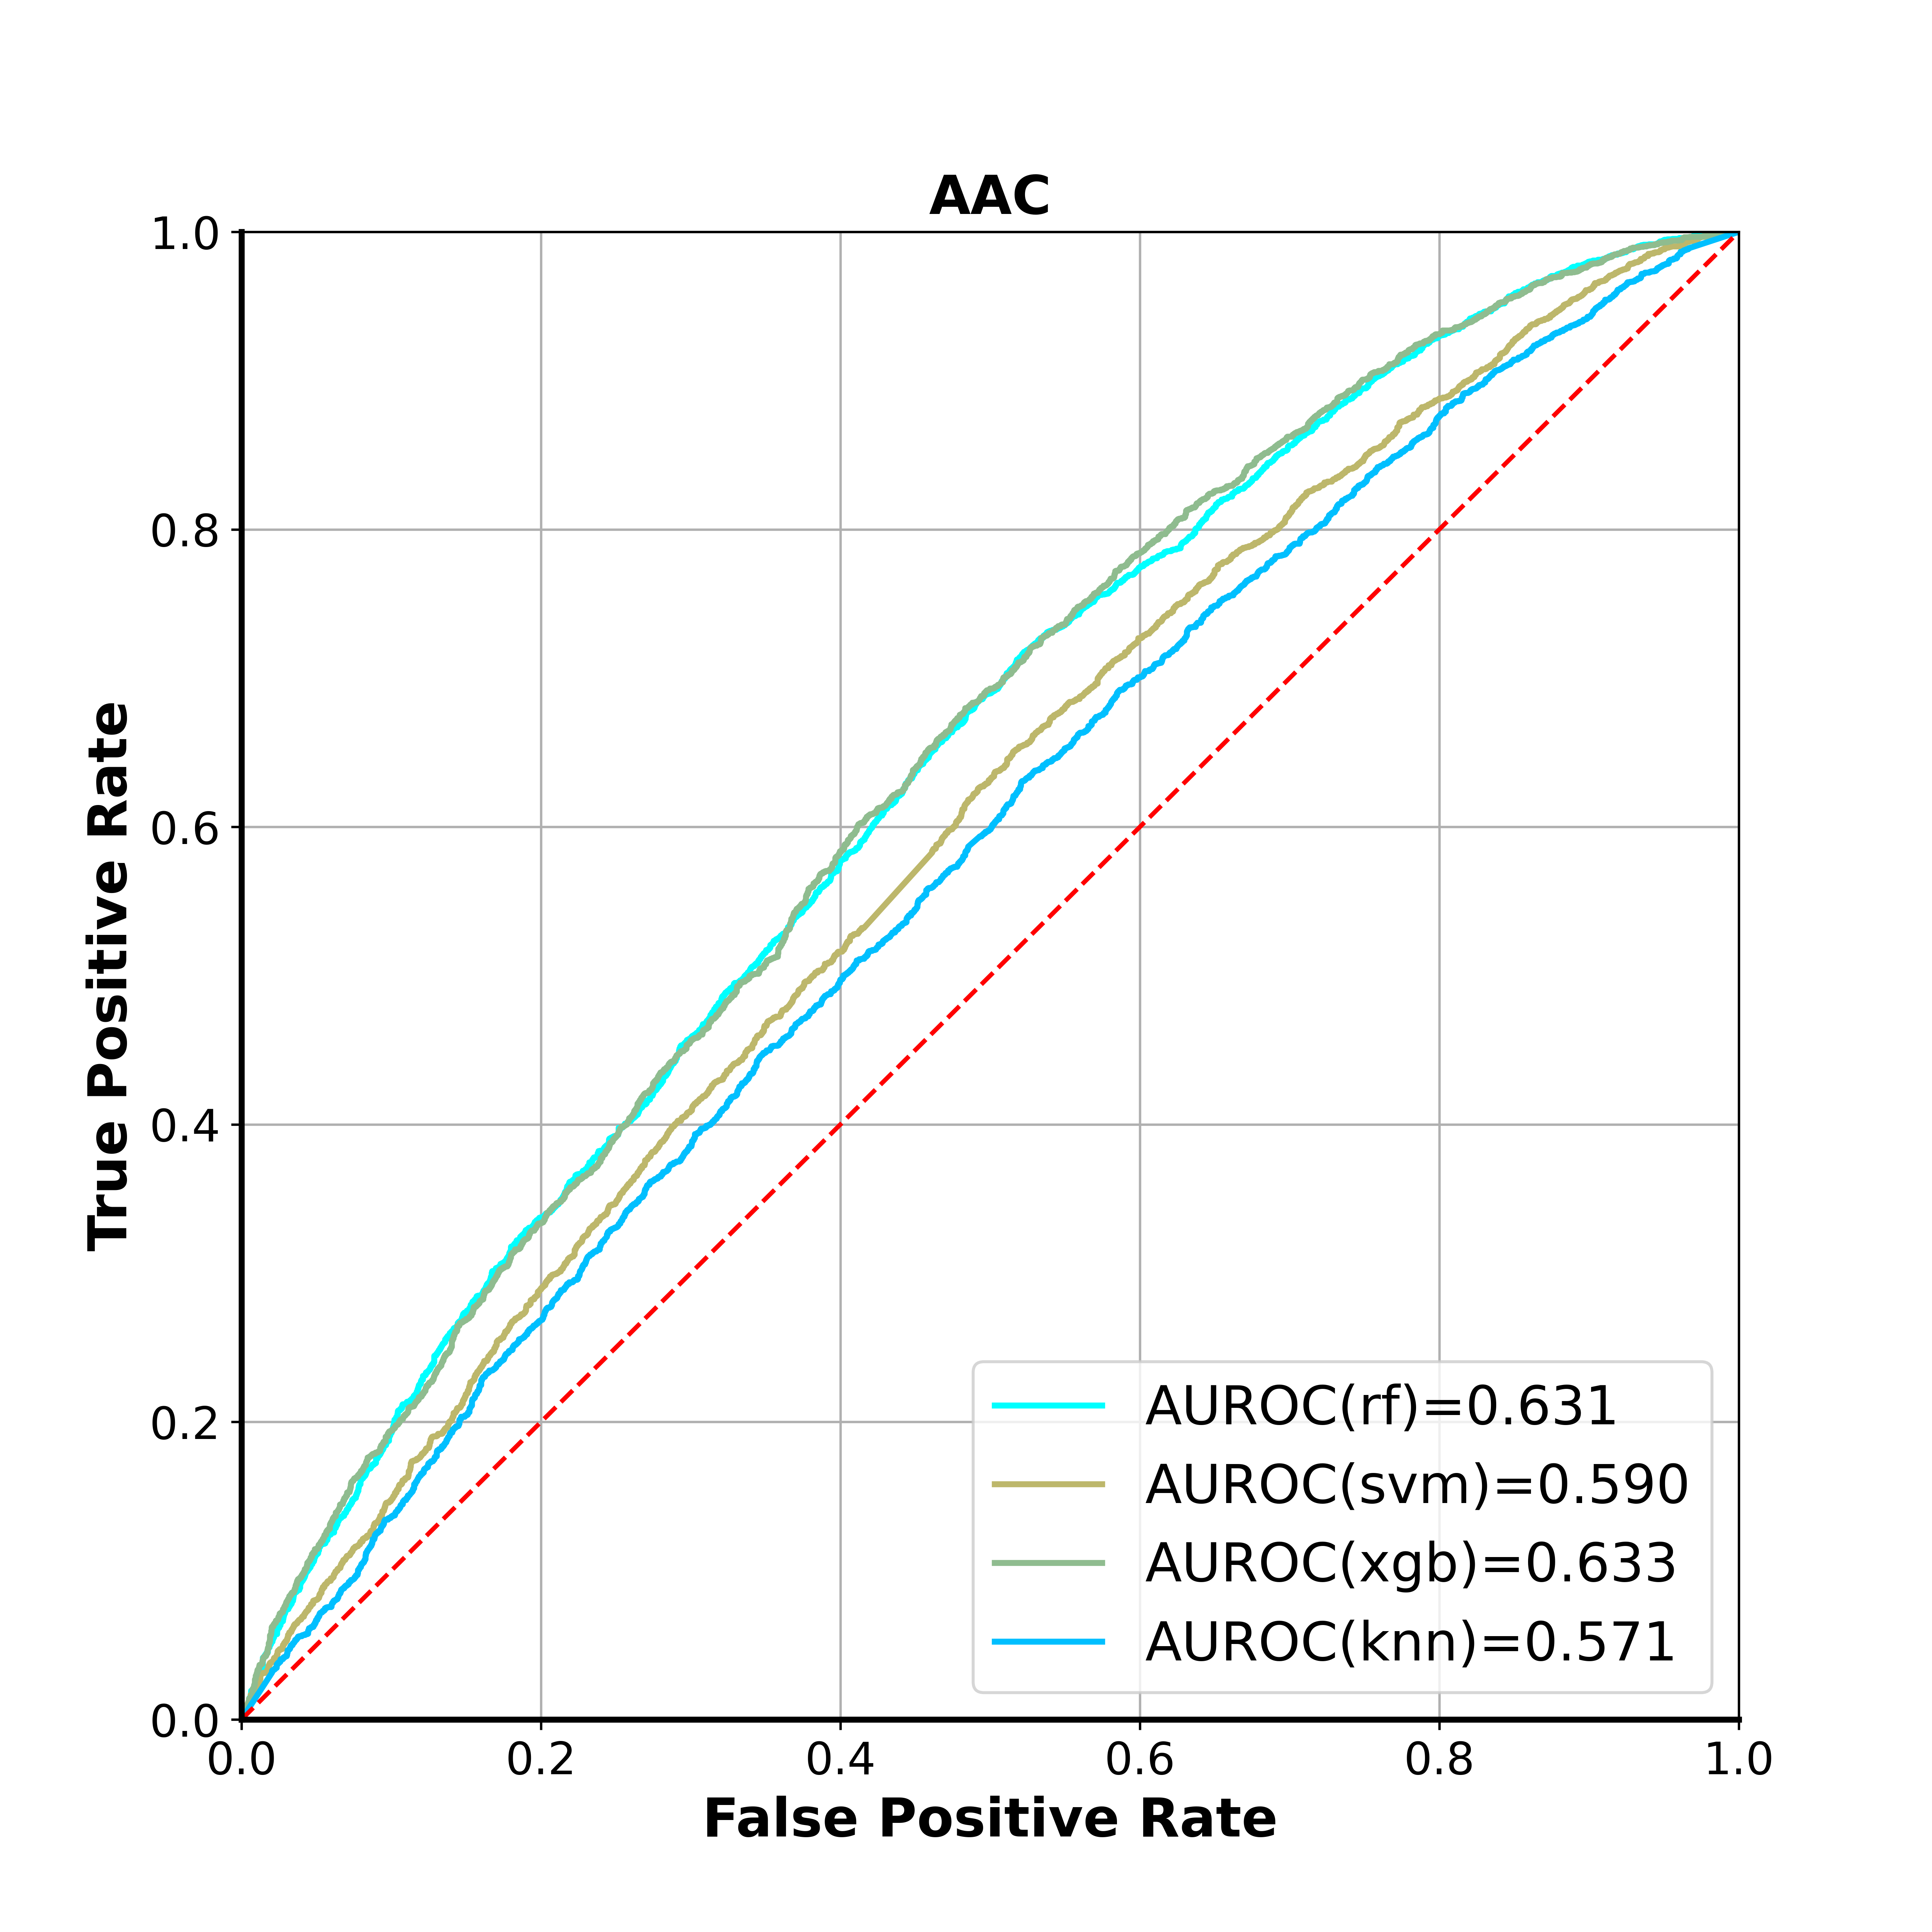 AAC
1.0
0.8
0.6
0.4
0.2
0.0
True Positive Rate
0.0 0.2 0.4 0.6 0.8 1.0
False Positive Rate
AUROC(rf)=0.631
AUROC(svm)=0.590
AUROC(xgb)=0.633
AUROC(knn)=0.571